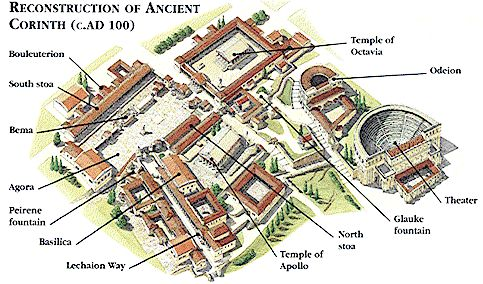 RECONSTRUCTION OF ANCIENT
CORINTH (C.AD 100)
Bouleuterion
South stoa
Bema
Agora
Peirene
fountain
Basilica
Lechaion Way
Temple of
Octavia
Odeion
Theater
Glauke
fountain
North
stoa
Temple of
Apollo